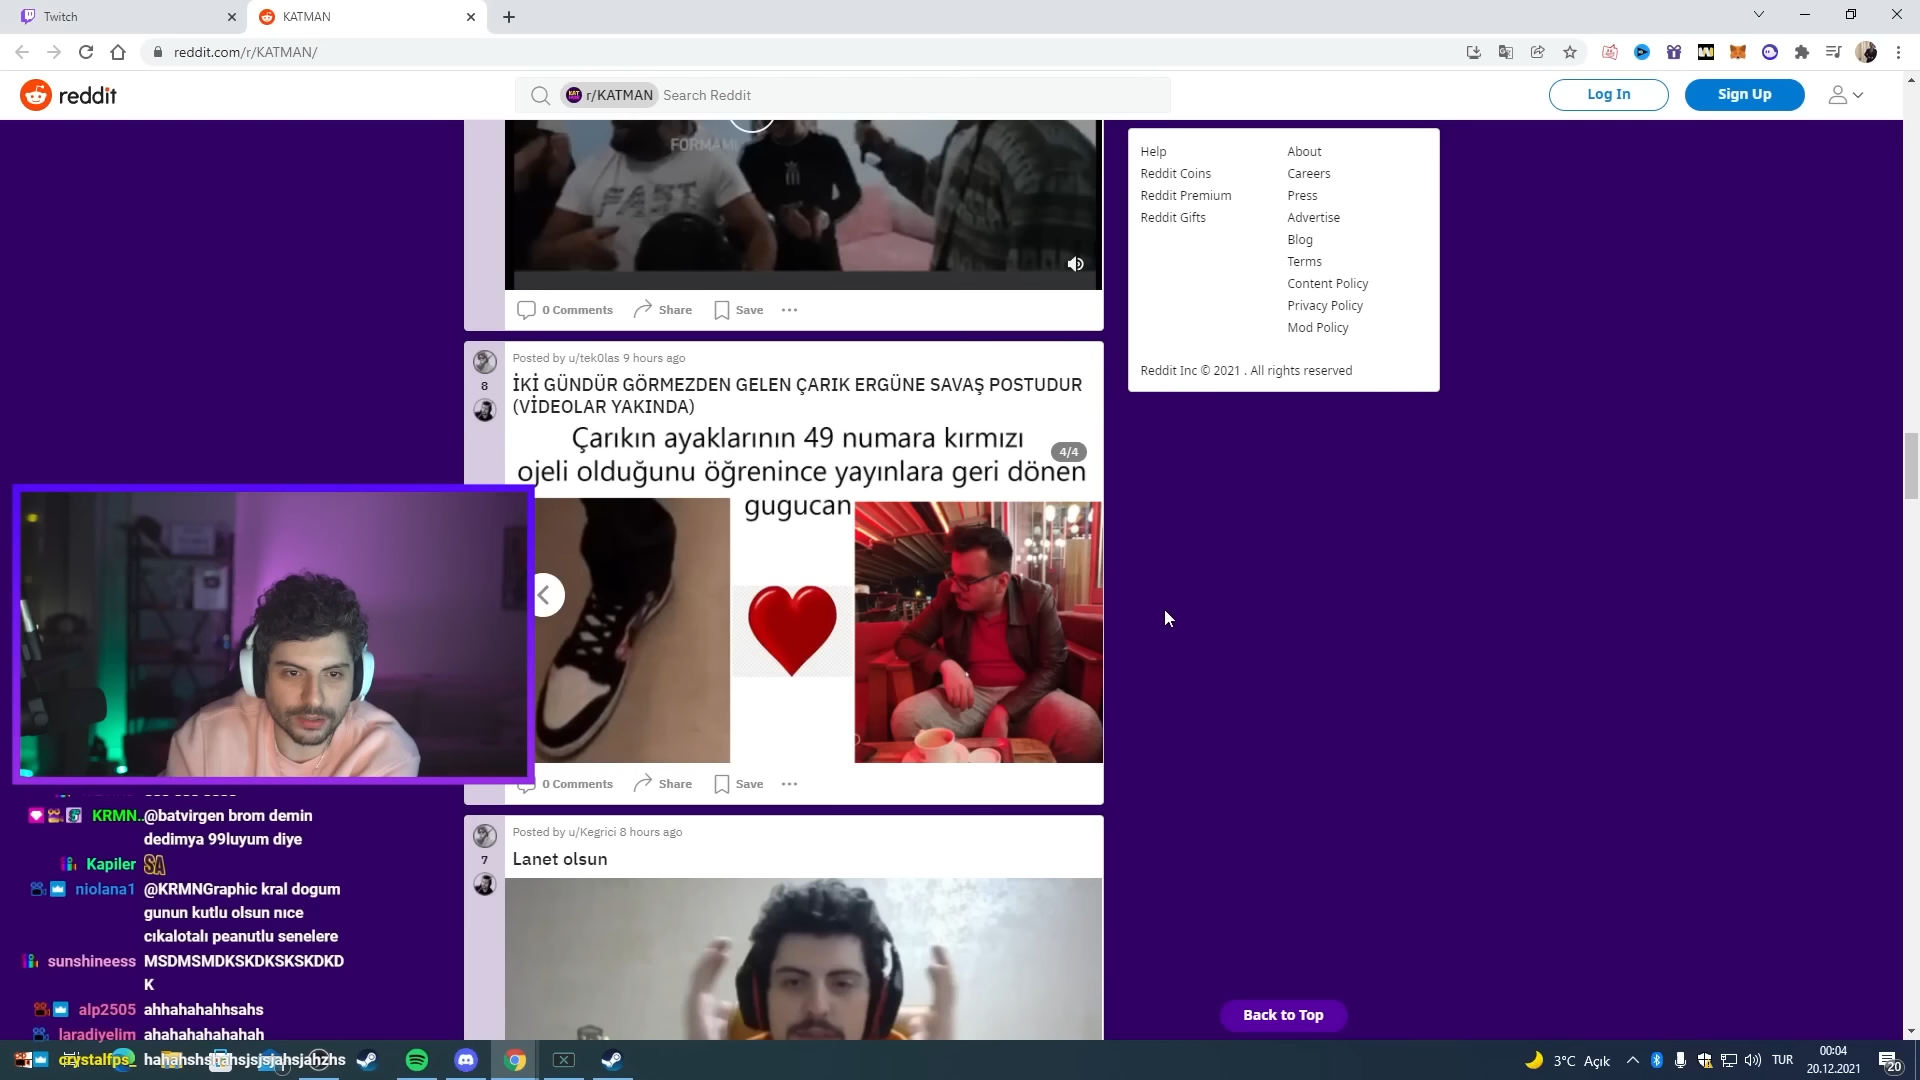 Twitch
KATMAN
reddit.com/r/KATMAN/
reddit
r/KATMAN
Search Reddit
Log In
Sign Up
FORMAMI
FAST
0 Comments
Share
Save
Help
About
Reddit Coins
Careers
Reddit Premium
Press
Reddit Gifts
Advertise
Blog
Terms
Content Policy
Privacy Policy
Mod Policy
Reddit Inc © 2021 . All rights reserved
Posted by u/tek0las 9 hours ago
8
İKİ GÜNDÜR GÖRMEZDEN GELEN ÇARIK ERGÜNE SAVAŞ POSTUDUR
(VİDEOLAR YAKINDA)
Çarıkın ayaklarının 49 numara kırmızı
4/4
ojeli olduğunu öğrenince yayınlara geri dönen
gugucan
0 Comments
Share
Save
Posted by u/Kegrici 8 hours ago
7
Lanet olsun
KRMN..@batvirgen brom demin
dedimya 99luyum diye
Kapiler SA
niolana1 @KRMNGraphic kral dogum
gunun kutlu olsun nıce
cıkalotalı peanutlu senelere
sunshineess MSDMSMDKSKDKSKSKDKD
K
alp2505 ahhahahahhsahs
laradiyelim ahahahahahahah
crystalfps_ hahahshshahsjsjsjahsjahzhs
Back to Top
3°C Açık
TUR
00:04
20.12.2021
20